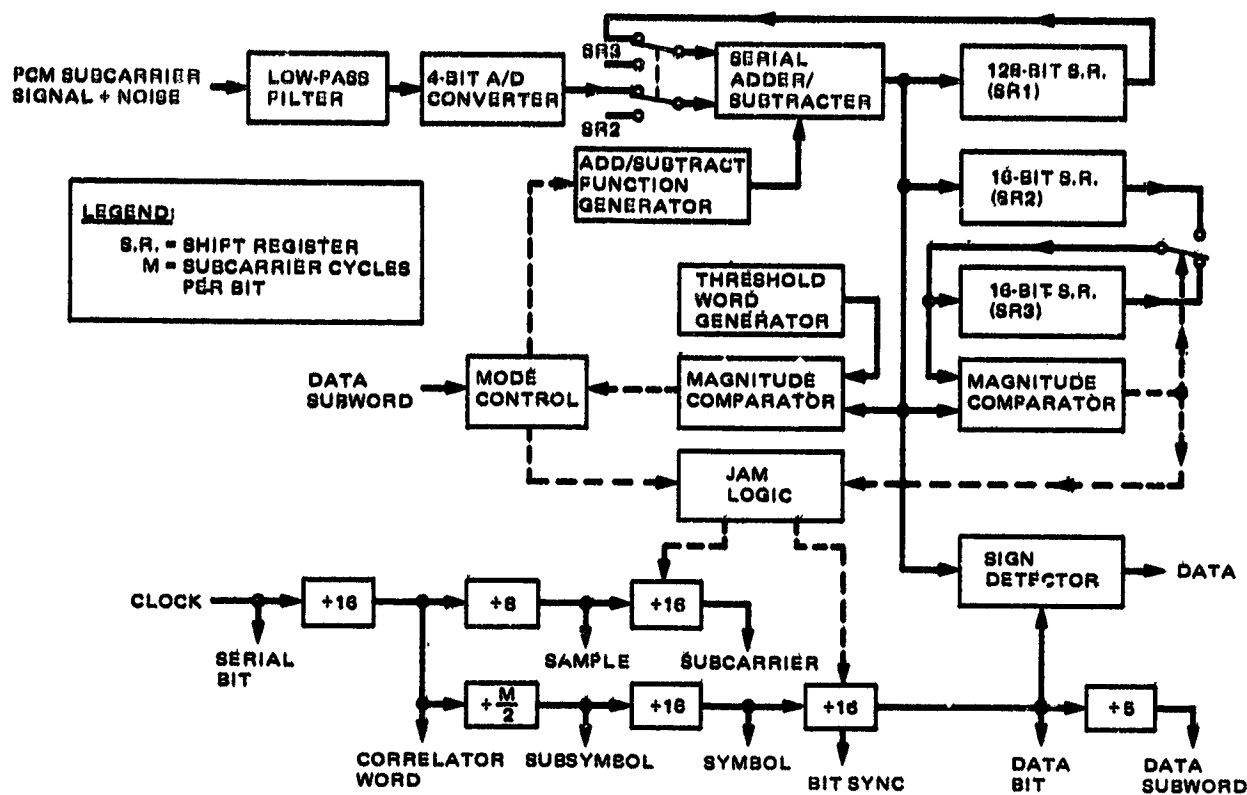 PCM SUBCARRIER
SIGNAL + NOISE
LOW-PASS
FILTER
4-BIT A/D
CONVERTER
SR3
SR2
SERIAL
ADDER/
SUBTRACTER
128-BIT S.R.
(SR1)
ADD/SUBTRACT
FUNCTION
GENERATOR
16-BIT S.R.
(SR2)
LEGEND:
S.R. = SHIFT REGISTER
M = SUBCARRIER CYCLES
PER BIT
THRESHOLD
WORD
GENERATOR
16-BIT S.R.
(SR3)
DATA
SUBWORD
MODE
CONTROL
MAGNITUDE
COMPARATOR
MAGNITUDE
COMPARATOR
JAM
LOGIC
SIGN
DETECTOR
DATA
CLOCK
÷16
÷8
÷16
SERIAL
BIT
SAMPLE
SUBCARRIER
÷ M/2
÷16
÷16
÷5
CORRELATOR
WORD
SUBSYMBOL
SYMBOL
BIT SYNC
DATA
BIT
DATA
SUBWORD